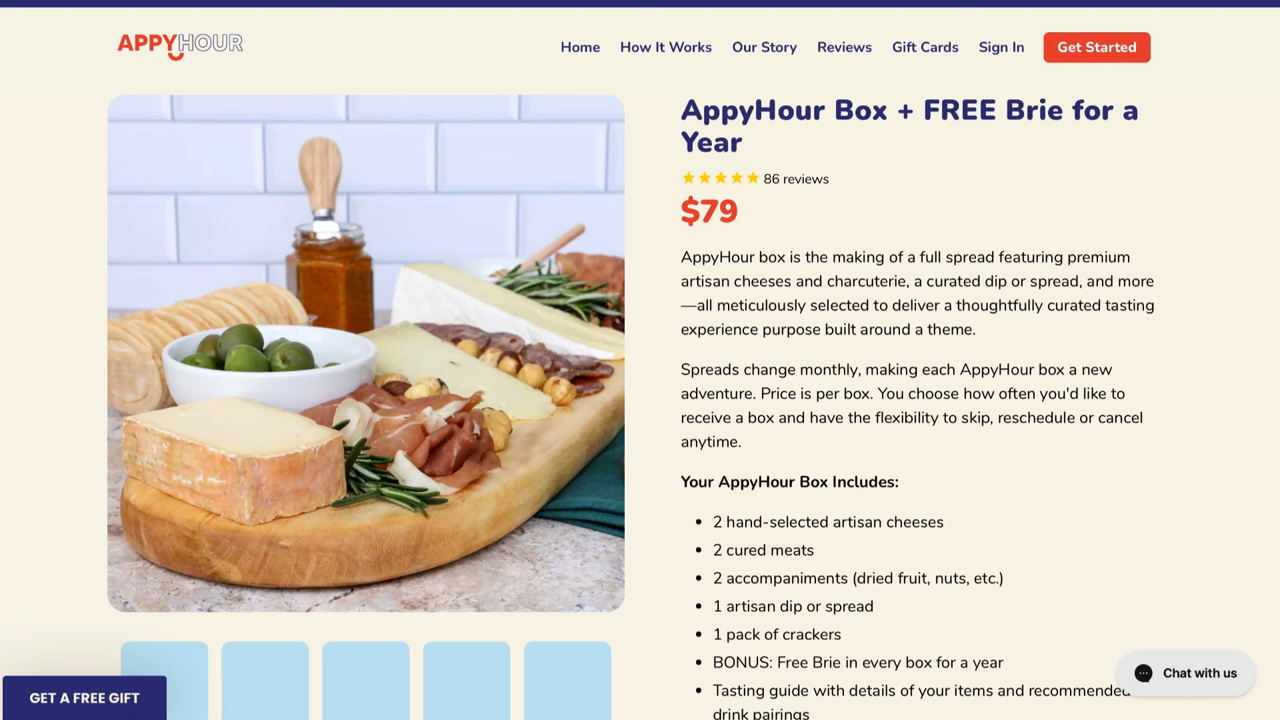 APPYHOUR
Home
How It Works
Our Story
Reviews
Gift Cards
Sign In
Get Started
AppyHour Box + FREE Brie for a
Year
86 reviews
$79
AppyHour box is the making of a full spread featuring premium
artisan cheeses and charcuterie, a curated dip or spread, and more
—all meticulously selected to deliver a thoughtfully curated tasting
experience purpose built around a theme.
Spreads change monthly, making each AppyHour box a new
adventure. Price is per box. You choose how often you'd like to
receive a box and have the flexibility to skip, reschedule or cancel
anytime.
Your AppyHour Box Includes:
• 2 hand-selected artisan cheeses
• 2 cured meats
• 2 accompaniments (dried fruit, nuts, etc.)
• 1 artisan dip or spread
• 1 pack of crackers
• BONUS: Free Brie in every box for a year
• Tasting guide with details of your items and recommended
drink pairings
GET A FREE GIFT
Chat with us